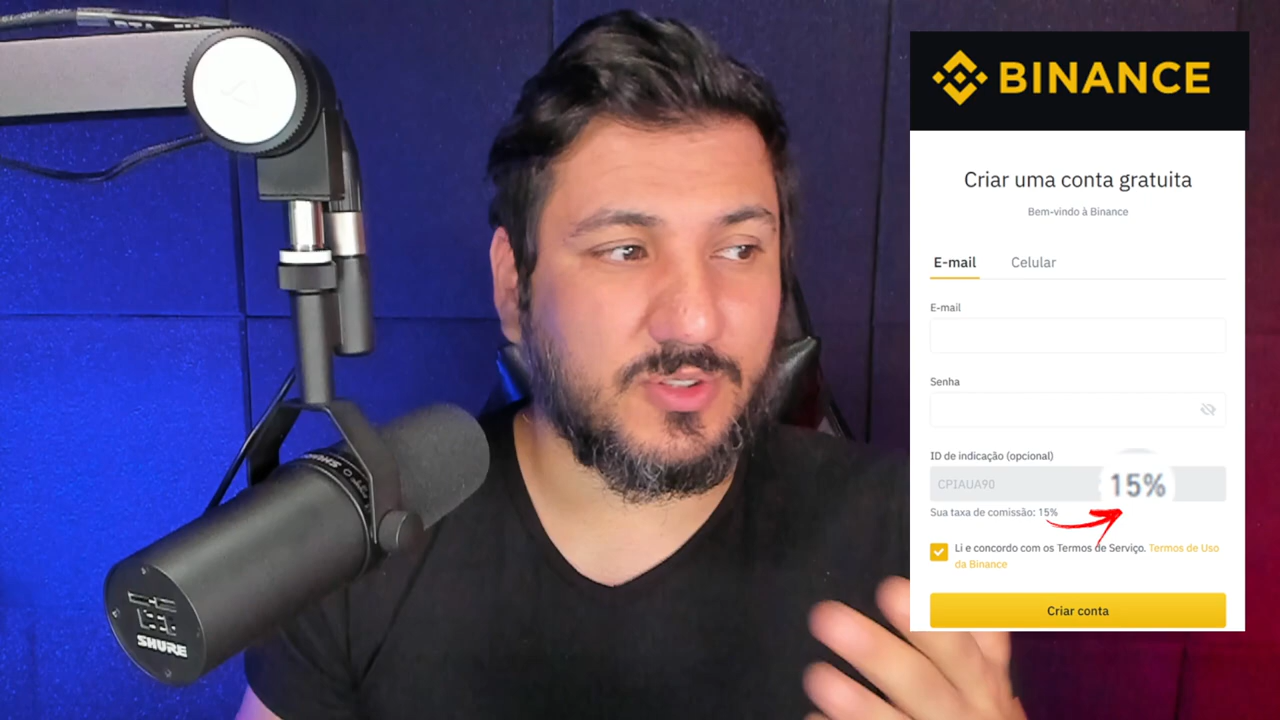 BINANCE
Criar uma conta gratuita
Bem-vindo à Binance
E-mail Celular
E-mail
Senha
ID de indicação (opcional)
CPIAUA90 15%
Sua taxa de comissão: 15%
Li e concordo com os Termos de Serviço. Termos de Uso
da Binance
Criar conta
SHURE